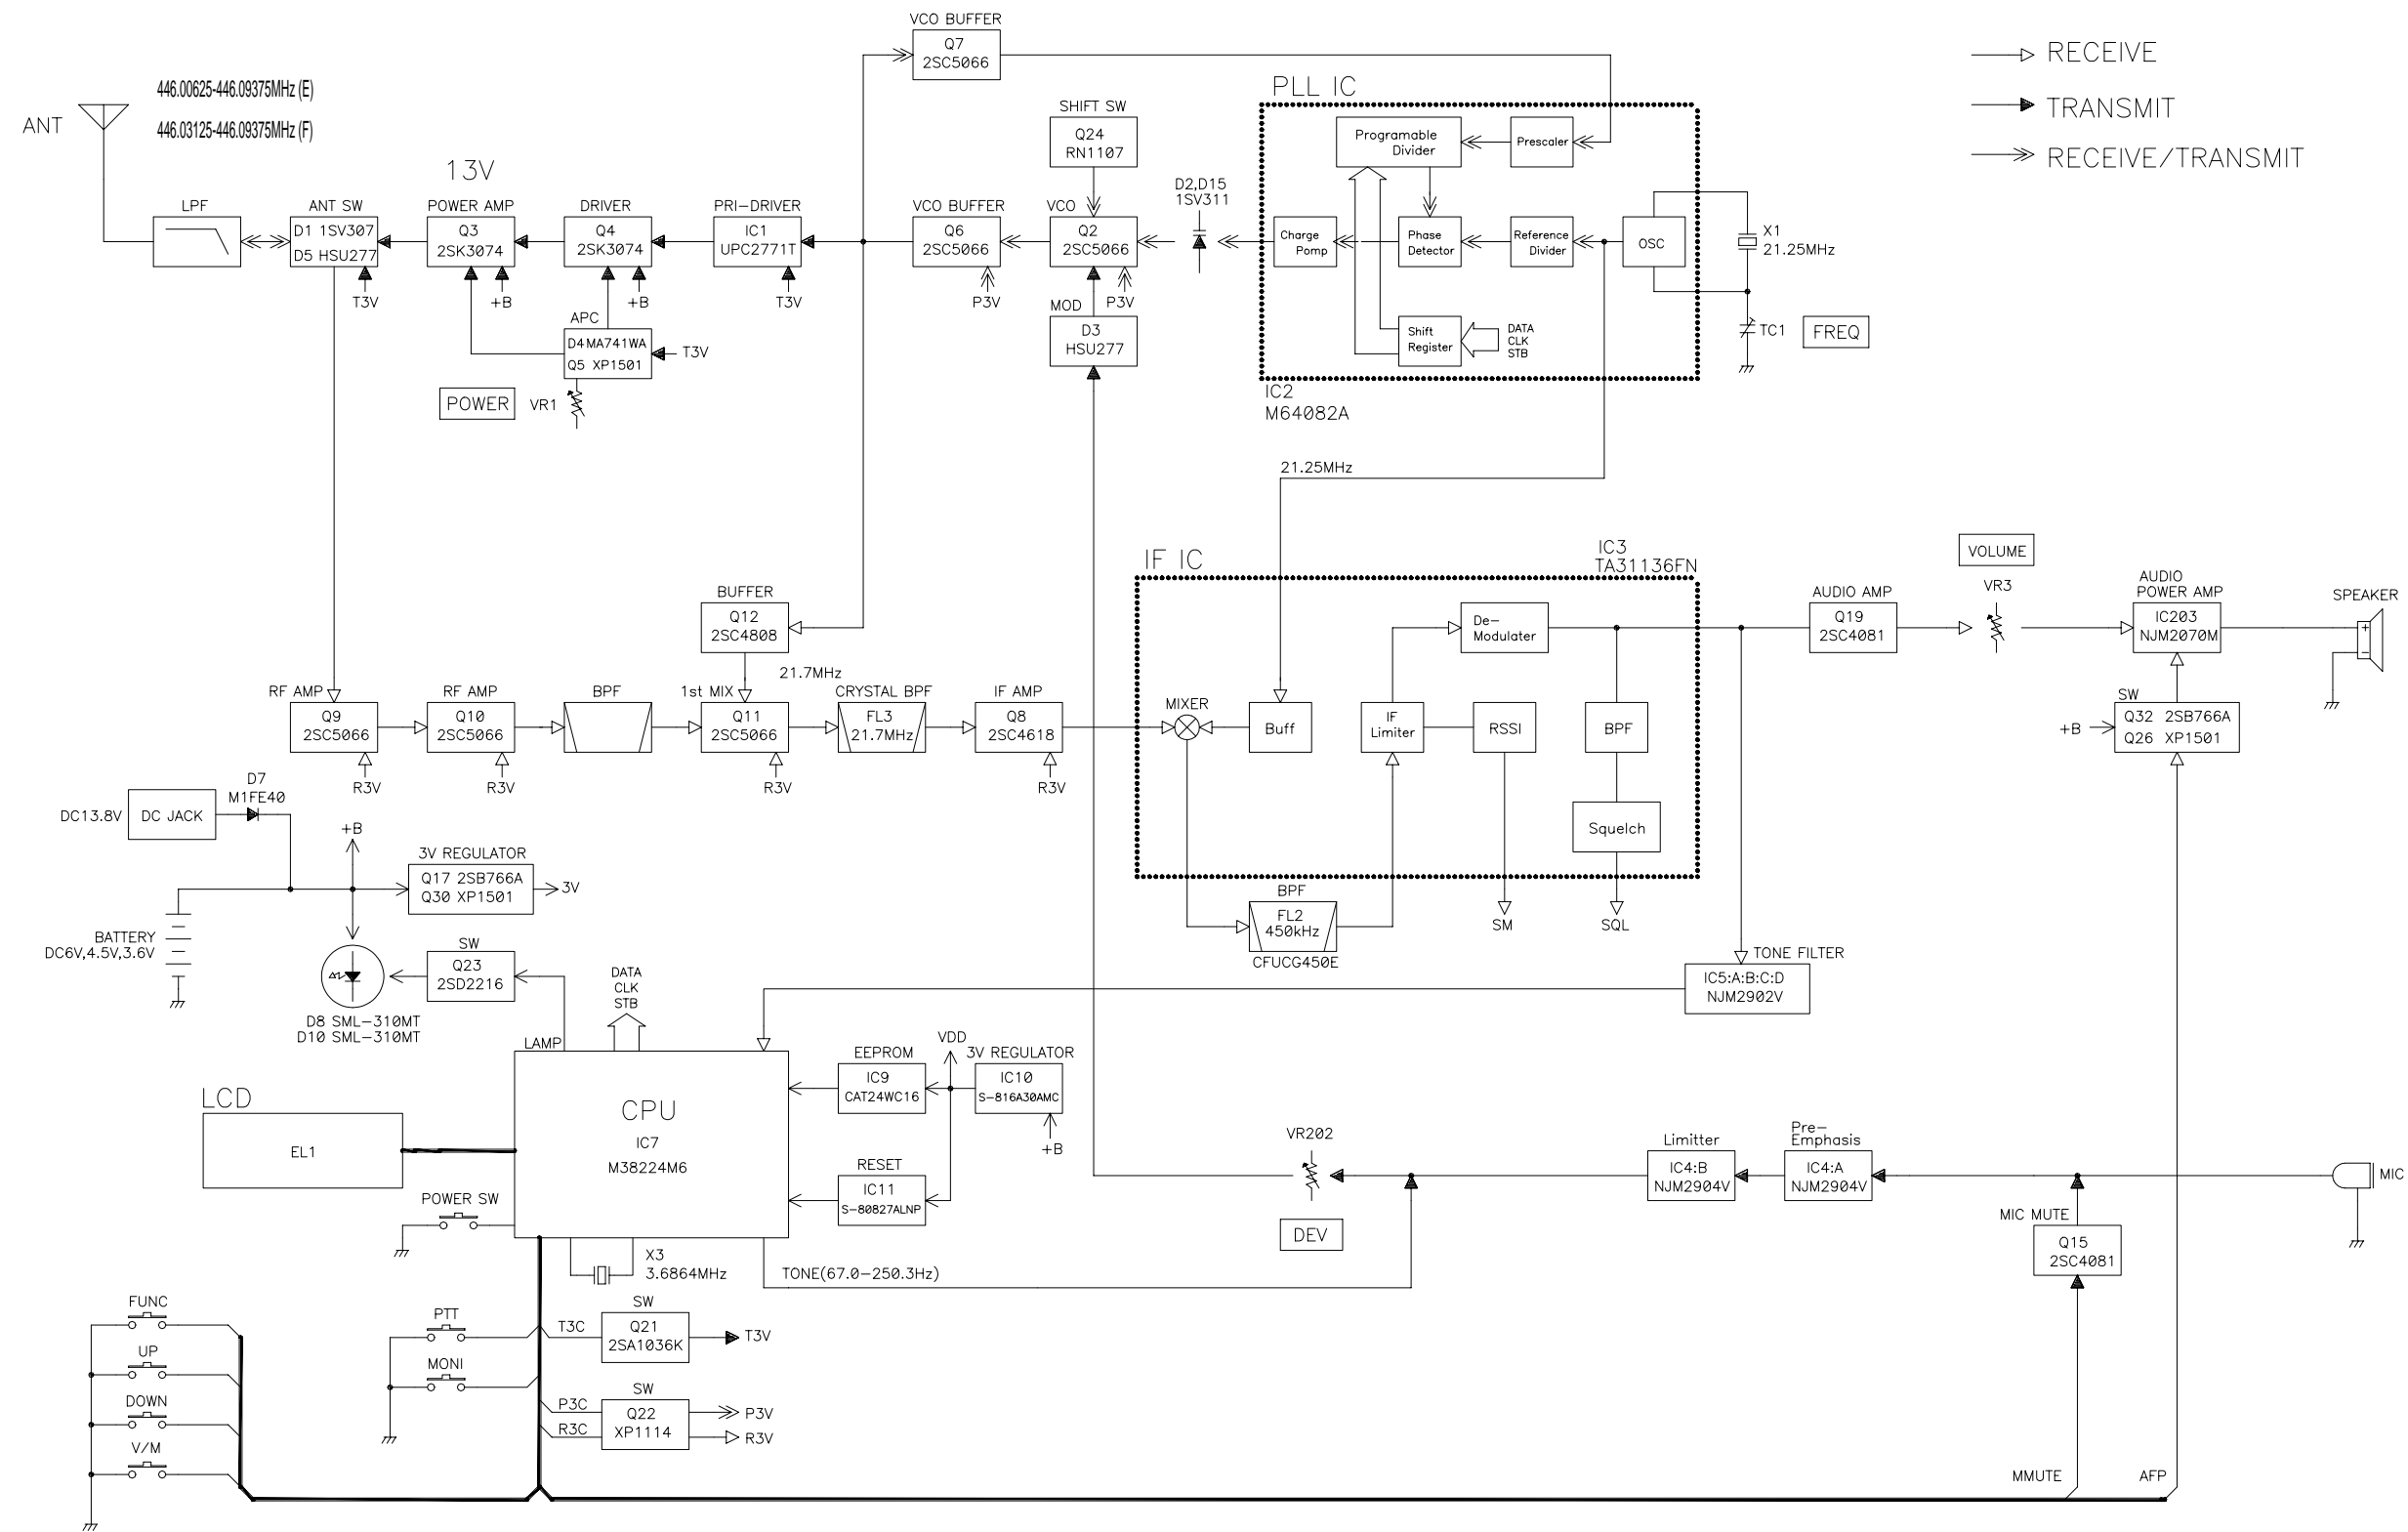 VCO BUFFER
Q7
2SC5066
RECEIVE
TRANSMIT
RECEIVE/TRANSMIT
446.00625-446.09375MHz (E)
446.03125-446.09375MHz (F)
ANT
13V
SHIFT SW
Q24
RN1107
PLL IC
Programable
Divider
Prescaler
D2,D15
1SV311
LPF
ANT SW
D1 1SV307
D5 HSU277
T3V
POWER AMP
Q3
2SK3074
+B
DRIVER
Q4
2SK3074
+B
PRI-DRIVER
IC1
UPC2771T
T3V
VCO BUFFER
Q6
2SC5066
P3V
VCO
Q2
2SC5066
P3V
Charge
Pomp
Phase
Detector
Reference
Divider
OSC
X1
21.25MHz
TC1
FREQ
APC
D4 MA741WA
Q5 XP1501
T3V
POWER
VR1
MOD
D3
HSU277
Shift
Register
DATA
CLK
STB
IC2
M64082A
21.25MHz
IF IC
IC3
TA31136FN
BUFFER
Q12
2SC4808
21.7MHz
De-
Modulater
AUDIO AMP
Q19
2SC4081
VOLUME
VR3
AUDIO
POWER AMP
IC203
NJM2070M
SPEAKER
+
-
RF AMP
Q9
2SC5066
R3V
RF AMP
Q10
2SC5066
R3V
BPF
1st MIX
Q11
2SC5066
R3V
CRYSTAL BPF
FL3
21.7MHz
IF AMP
Q8
2SC4618
R3V
MIXER
Buff
IF
Limiter
RSSI
BPF
Squelch
SW
Q32 2SB766A
Q26 XP1501
+B
BPF
FL2
450kHz
CFUCG450E
SM
SQL
TONE FILTER
IC5:A:B:C:D
NJM2902V
DC13.8V
DC JACK
D7
M1FE40
+B
3V REGULATOR
Q17 2SB766A
Q30 XP1501
3V
BATTERY
DC6V,4.5V,3.6V
SW
Q23
2SD2216
D8 SML-310MT
D10 SML-310MT
DATA
CLK
STB
LAMP
LCD
EL1
CPU
IC7
M38224M6
EEPROM
IC9
CAT24WC16
VDD
3V REGULATOR
IC10
S-816A30AMC
+B
RESET
IC11
S-80827ALNP
POWER SW
X3
3.6864MHz
TONE(67.0-250.3Hz)
VR202
DEV
Limitter
IC4:B
NJM2904V
Pre-
Emphasis
IC4:A
NJM2904V
MIC
MIC MUTE
Q15
2SC4081
FUNC
UP
DOWN
V/M
PTT
MONI
T3C
SW
Q21
2SA1036K
T3V
P3C
R3C
SW
Q22
XP1114
P3V
R3V
MMUTE
AFP